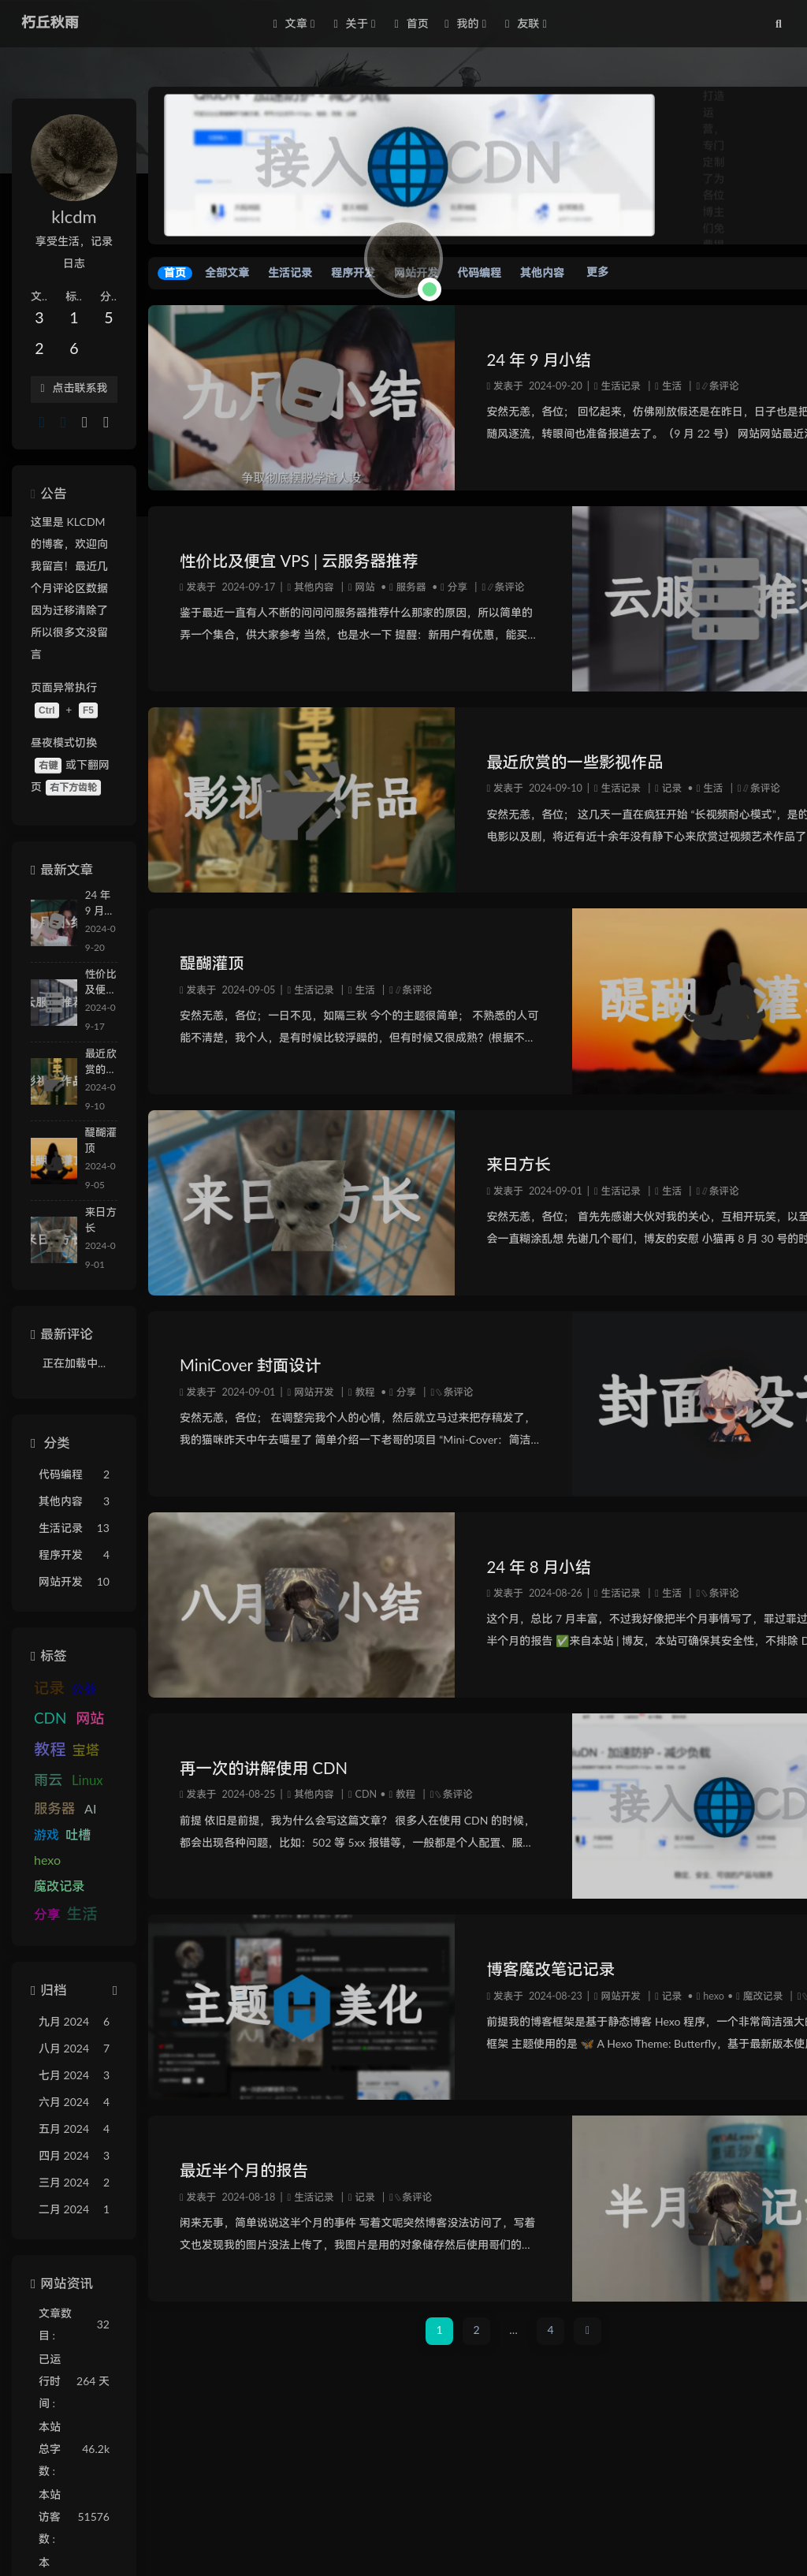 朽丘秋雨
文章 关于 首页 我的 友联
klcdm
享受生活，记录
日志
文.. 标.. 分..
3 1 5
2 6
点击联系我
公告
这里是 KLCDM
的博客，欢迎向
我留言！最近几
个月评论区数据
因为迁移清除了
所以很多文没留
言
页面异常执行
Ctrl + F5
昼夜模式切换
右键 或下翻网
页 右下方齿轮
最新文章
24 年
9 月...
2024-0
9-20
性价比
及便...
2024-0
9-17
最近欣
赏的...
2024-0
9-10
醍醐灌
顶
2024-0
9-05
来日方
长
2024-0
9-01
最新评论
正在加载中...
分类
代码编程 2
其他内容 3
生活记录 13
程序开发 4
网站开发 10
标签
记录
CDN 网站
教程 宝塔
雨云 Linux
服务器 AI
游戏 吐槽
hexo
魔改记录
分享 生活
归档
九月 2024 6
八月 2024 7
七月 2024 3
六月 2024 4
五月 2024 4
四月 2024 3
三月 2024 2
二月 2024 1
网站资讯
文章数
目 :
32
已运
行时
间 :
264 天
本站
总字
数 :
46.2k
本站
访客
数 :
51576
本
接入 CDN
打造
运
营，
专门
定制
了为
各位
博主
们免
首页 全部文章 生活记录 程序开发 网站开发 代码编程 其他内容 更多
九月小结
争取彻底摆脱学渣人设
24 年 9 月小结
发表于 2024-09-20 | 生活记录 | 生活 | 条评论
安然无恙，各位； 回忆起来，仿佛刚放假还是在昨日，日子也是把
随风逐流，转眼间也准备报道去了。（9 月 22 号） 网站网站最近
性价比及便宜 VPS | 云服务器推荐
发表于 2024-09-17 | 其他内容 | 网站 • 服务器 • 分享 | 条评论
鉴于最近一直有人不断的问问问服务器推荐什么那家的原因，所以简单的
弄一个集合，供大家参考 当然，也是水一下 提醒：新用户有优惠，能买...
云服 推
影视 作品
最近欣赏的一些影视作品
发表于 2024-09-10 | 生活记录 | 记录 • 生活 | 条评论
安然无恙，各位； 这几天一直在疯狂开始 “长视频耐心模式”，是的
电影以及剧，将近有近十余年没有静下心来欣赏过视频艺术作品了
醍醐灌顶
发表于 2024-09-05 | 生活记录 | 生活 | 条评论
安然无恙，各位；一日不见，如隔三秋 今个的主题很简单； 不熟悉的人可
能不清楚，我个人，是有时候比较浮躁的，但有时候又很成熟？（根据不...
醍醐 灌
来日方长
来日方长
发表于 2024-09-01 | 生活记录 | 生活 | 条评论
安然无恙，各位； 首先先感谢大伙对我的关心，互相开玩笑，以至
会一直糊涂乱想 先谢几个哥们，博友的安慰 小猫再 8 月 30 号的时
MiniCover 封面设计
发表于 2024-09-01 | 网站开发 | 教程 • 分享 | 条评论
安然无恙，各位； 在调整完我个人的心情，然后就立马过来把存稿发了，
我的猫咪昨天中午去喵星了 简单介绍一下老哥的项目 “Mini-Cover：简洁...
封面 设
八月 小结
24 年 8 月小结
发表于 2024-08-26 | 生活记录 | 生活 | 条评论
这个月，总比 7 月丰富，不过我好像把半个月事情写了，罪过罪过
半个月的报告 ✅来自本站 | 博友，本站可确保其安全性，不排除 D
再一次的讲解使用 CDN
发表于 2024-08-25 | 其他内容 | CDN • 教程 | 条评论
前提 依旧是前提，我为什么会写这篇文章？ 很多人在使用 CDN 的时候，
都会出现各种问题，比如：502 等 5xx 报错等，一般都是个人配置、服...
接入 CD
主题 美化
博客魔改笔记记录
发表于 2024-08-23 | 网站开发 | 记录 • hexo • 魔改记录 |
前提我的博客框架是基于静态博客 Hexo 程序，一个非常简洁强大的
框架 主题使用的是 🦋 A Hexo Theme: Butterfly，基于最新版本使
最近半个月的报告
发表于 2024-08-18 | 生活记录 | 记录 | 条评论
闲来无事，简单说说这半个月的事件 写着文呢突然博客没法访问了，写着
文也发现我的图片没法上传了，我图片是用的对象储存然后使用哥们的...
半月 记
1 2 ... 4